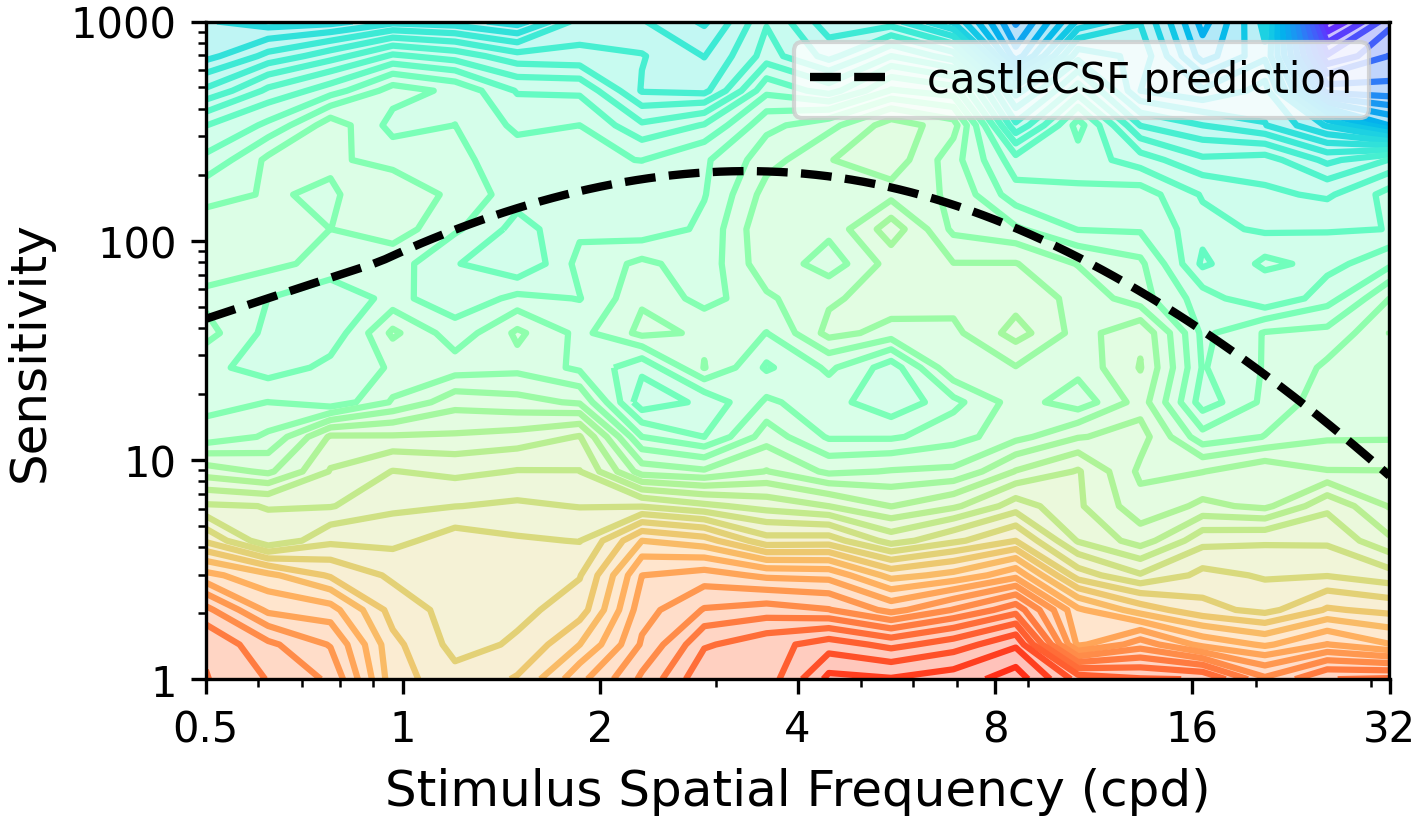 1000
100
10
1
Sensitivity
castleCSF prediction
0.5 1 2 4 8 16 32
Stimulus Spatial Frequency (cpd)